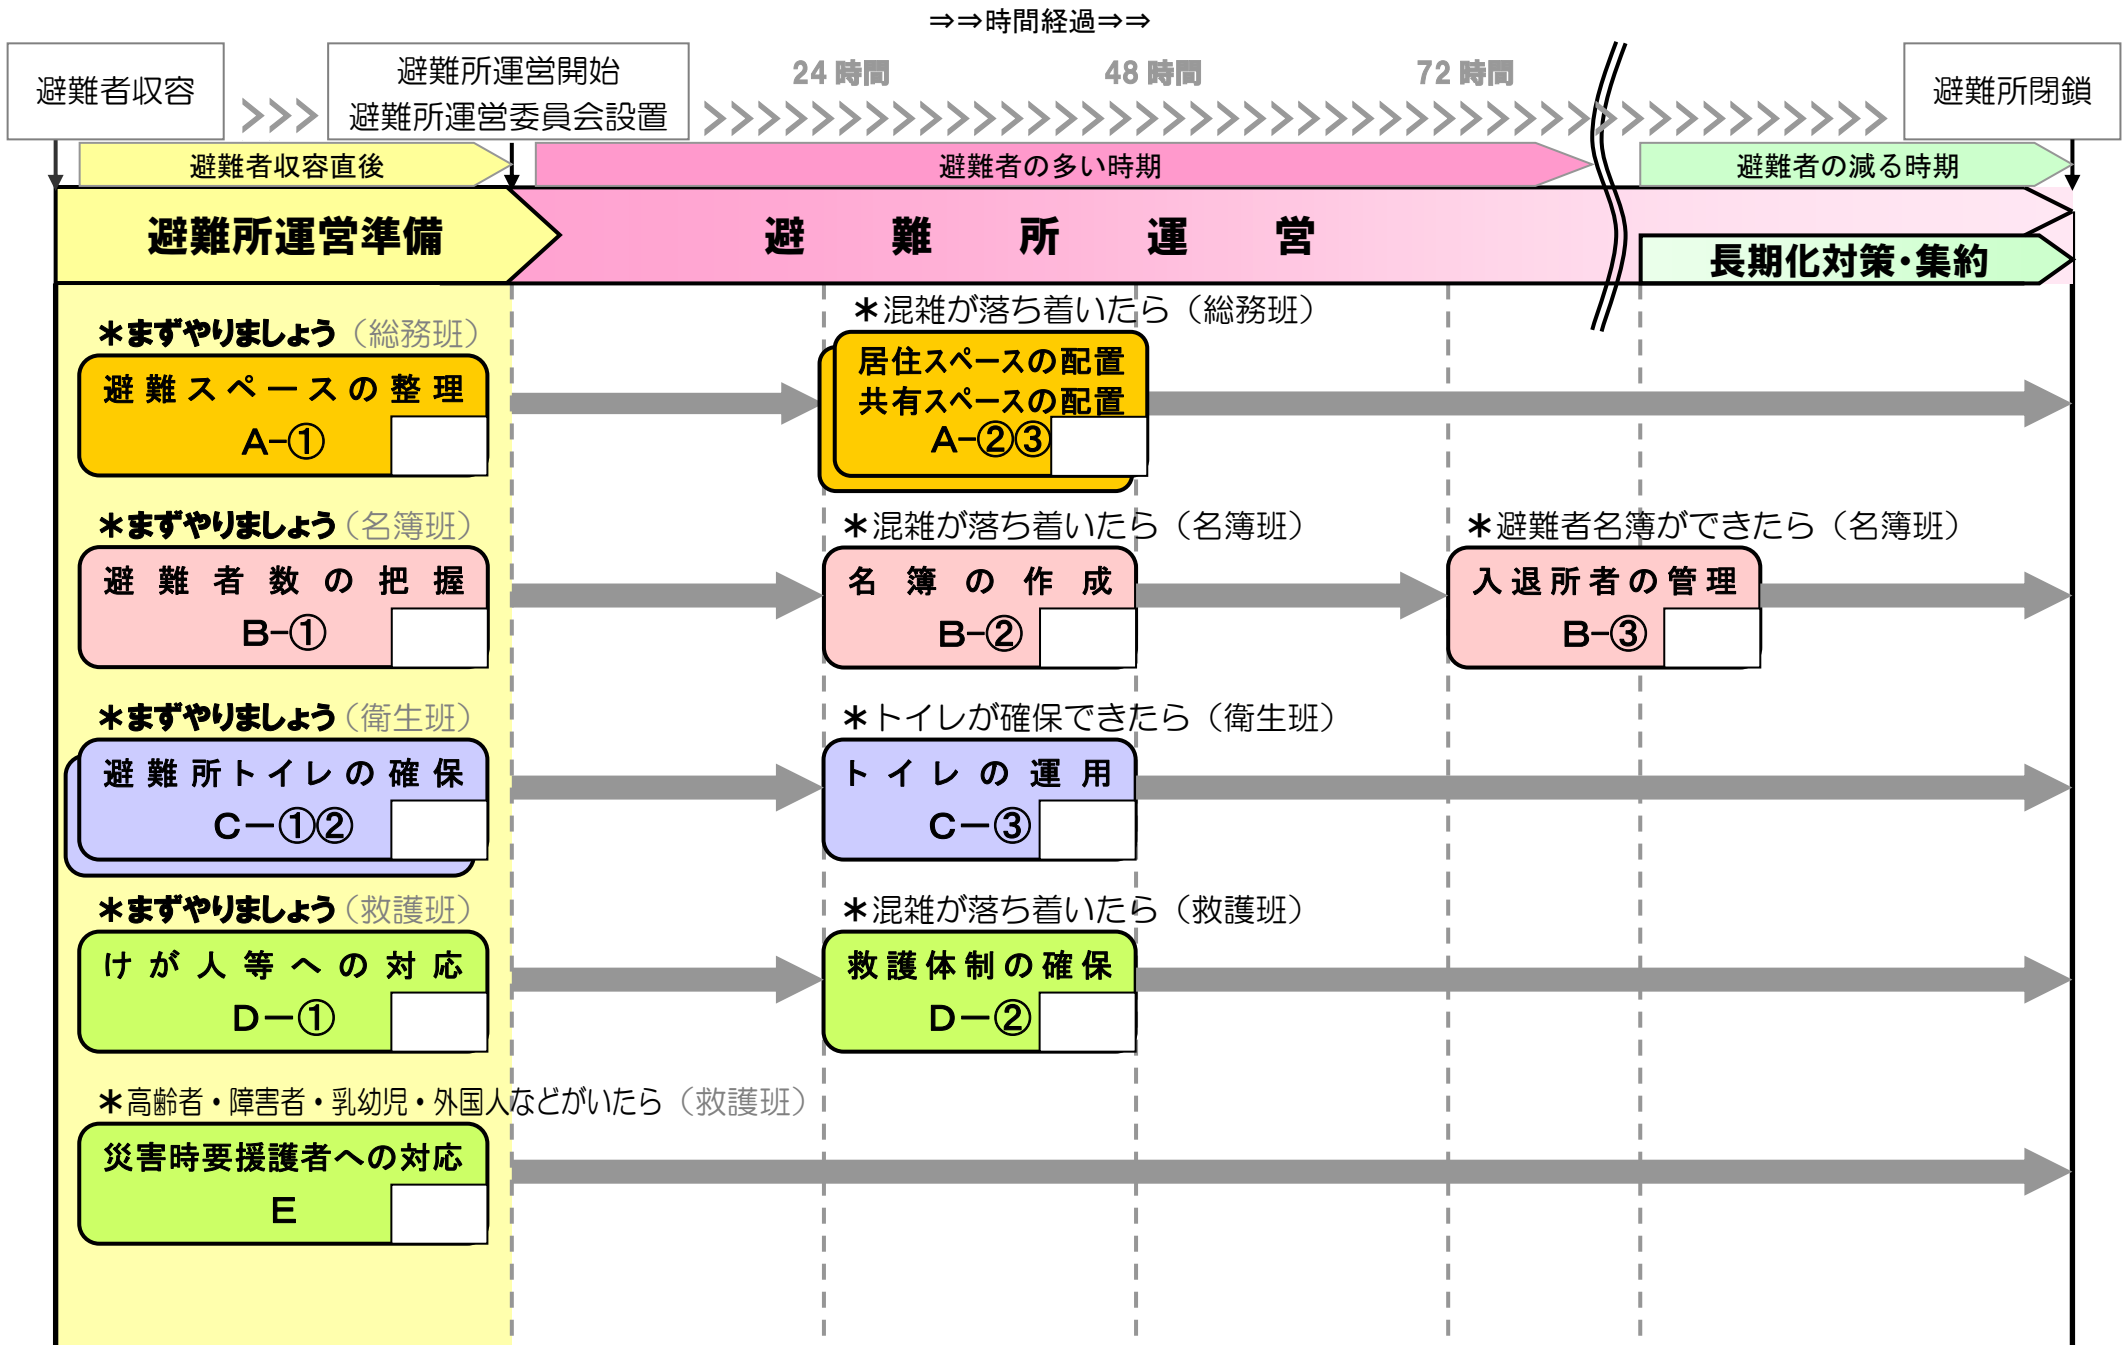 ⇒⇒時間経過⇒⇒
避難者収容
避難所運営開始
避難所運営委員会設置
24時間
48時間
72時間
避難所閉鎖
避難者収容直後
避難者の多い時期
避難者の減る時期
避難所運営準備
避難所運営
長期化対策・集約
＊まずやりましょう（総務班）
避難スペースの整理
A-①
＊混雑が落ち着いたら（総務班）
居住スペースの配置
共有スペースの配置
A-②③
＊まずやりましょう（名簿班）
避難者数の把握
B-①
＊混雑が落ち着いたら（名簿班）
名簿の作成
B-②
＊避難者名簿ができたら（名簿班）
入退所者の管理
B-③
＊まずやりましょう（衛生班）
避難所トイレの確保
C－①②
＊トイレが確保できたら（衛生班）
トイレの運用
C－③
＊まずやりましょう（救護班）
けが人等への対応
D－①
＊混雑が落ち着いたら（救護班）
救護体制の確保
D－②
＊高齢者・障害者・乳幼児・外国人などがいたら（救護班）
災害時要援護者への対応
E